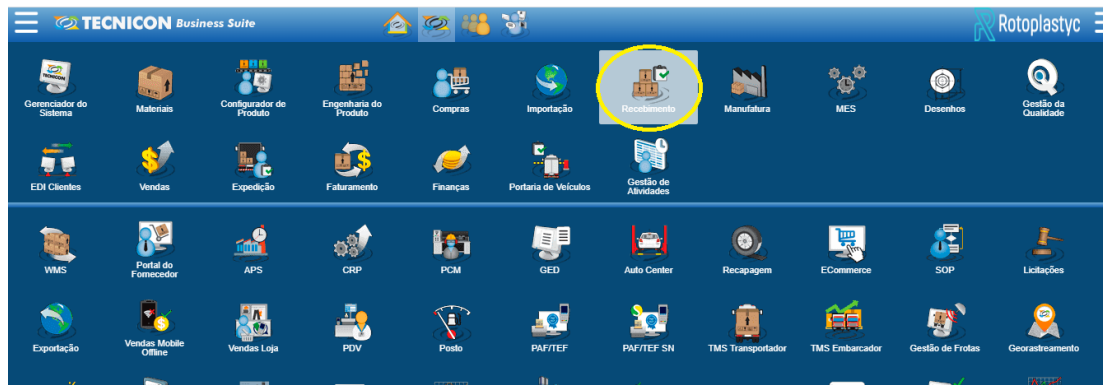 TECNICON Business Suite
Rotoplastyc
TECNICON
Gerenciador do
Sistema
Materiais
Configurador de
Produto
Engenharia do
Produto
Compras
Importação
Recebimento
Manufatura
MES
Desenhos
Gestão da
Qualidade
EDI Clientes
Vendas
Expedição
Faturamento
Finanças
Portaria de Veículos
Gestão de
Atividades
WMS
Portal do
Fornecedor
APS
CRP
PCM
GED
Auto Center
Recapagem
ECommerce
SOP
Licitações
Exportação
Vendas Mobile
Offline
Vendas Loja
PDV
Posto
PAF/TEF
PAF/TEF SN
TMS Transportador
TMS Embarcador
Gestão de Frotas
Georastreamento